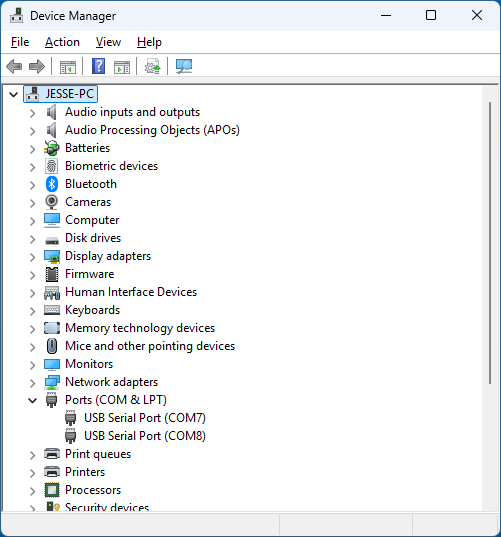 Device Manager
File Action View Help
JESSE-PC
Audio inputs and outputs
Audio Processing Objects (APOs)
Batteries
Biometric devices
Bluetooth
Cameras
Computer
Disk drives
Display adapters
Firmware
Human Interface Devices
Keyboards
Memory technology devices
Mice and other pointing devices
Monitors
Network adapters
Ports (COM & LPT)
USB Serial Port (COM7)
USB Serial Port (COM8)
Print queues
Printers
Processors
Security devices